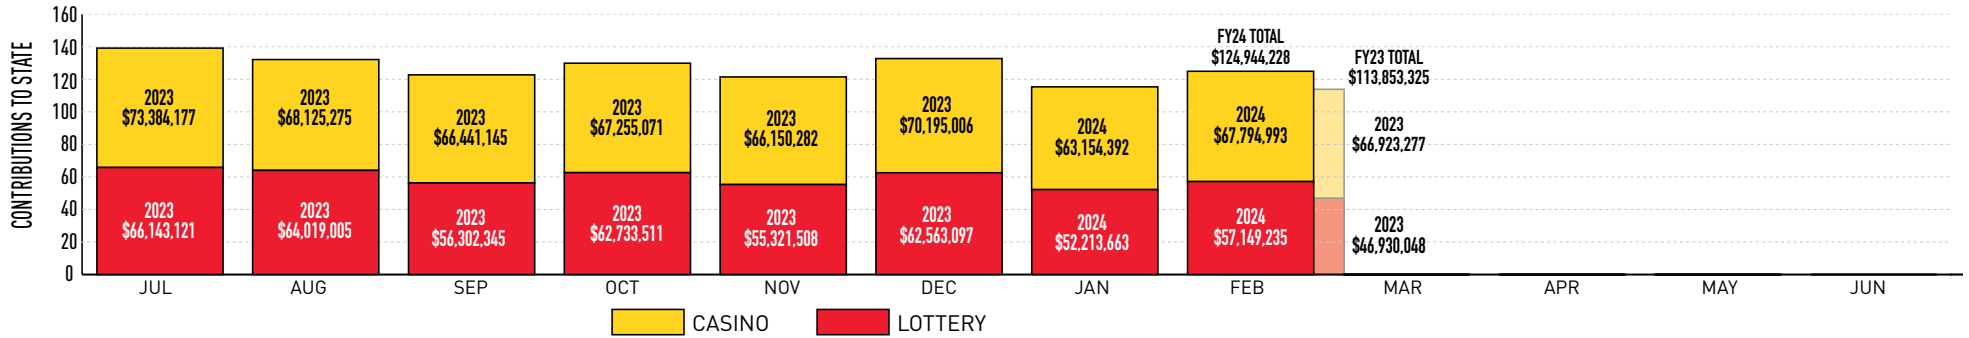 CONTRIBUTIONS TO STATE
160
140
120
100
80
60
40
20
0
2023
$73,384,177
2023
$66,143,121
2023
$68,125,275
2023
$64,019,005
2023
$66,441,145
2023
$56,302,345
2023
$67,255,071
2023
$62,733,511
2023
$66,150,282
2023
$55,321,508
2023
$70,195,006
2023
$62,563,097
2024
$63,154,392
2024
$52,213,663
FY24 TOTAL
$124,944,228
2024
$67,794,993
2024
$57,149,235
FY23 TOTAL
$113,853,325
2023
$66,923,277
2023
$46,930,048
JUL
AUG
SEP
OCT
NOV
DEC
JAN
FEB
MAR
APR
MAY
JUN
CASINO
LOTTERY